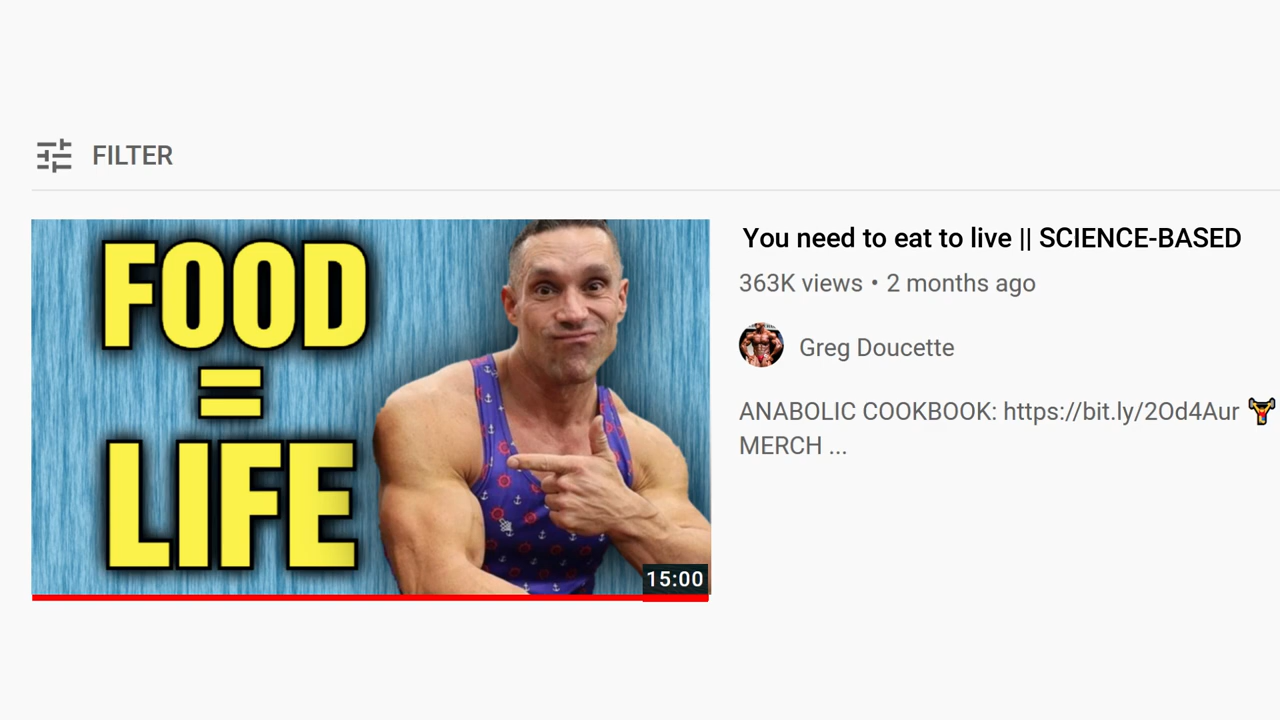 FILTER
FOOD
=
LIFE
15:00
You need to eat to live || SCIENCE-BASED
363K views • 2 months ago
Greg Doucette
ANABOLIC COOKBOOK: https://bit.ly/2Od4Aur
MERCH ...